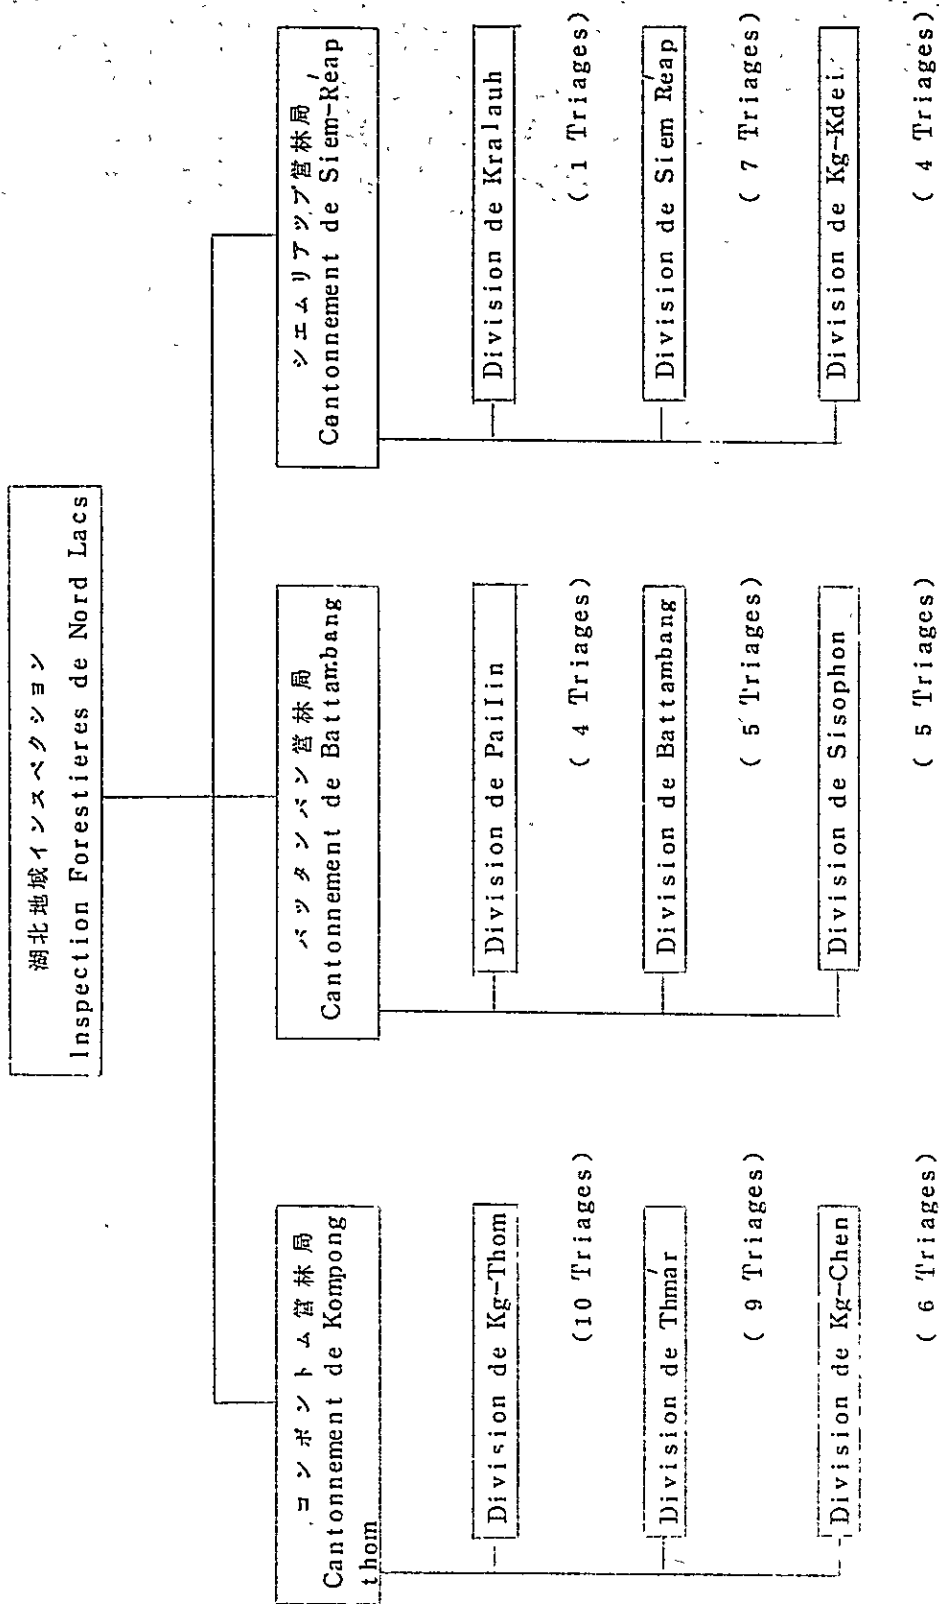 湖北地域インスペクション
Inspection Forestieres de Nord Lacs
コンポントム営林局
Cantonnement de Kompong
thom
Division de Kg-Thom
(10 Triages)
Division de Thmár
( 9 Triages)
Division de Kg-Chen
( 6 Triages)
バッタンバン営林局
Cantonnement de Battambang
Division de Pailin
( 4 Triages)
Division de Battambang
( 5 Triages)
Division de Sisophon
( 5 Triages)
シエムリアップ営林局
Cantonnement de Siem-Réap
Division de Kralauh
( 1 Triages)
Division de Siem Réap
( 7 Triages)
Division de Kg-Kdei
( 4 Triages)